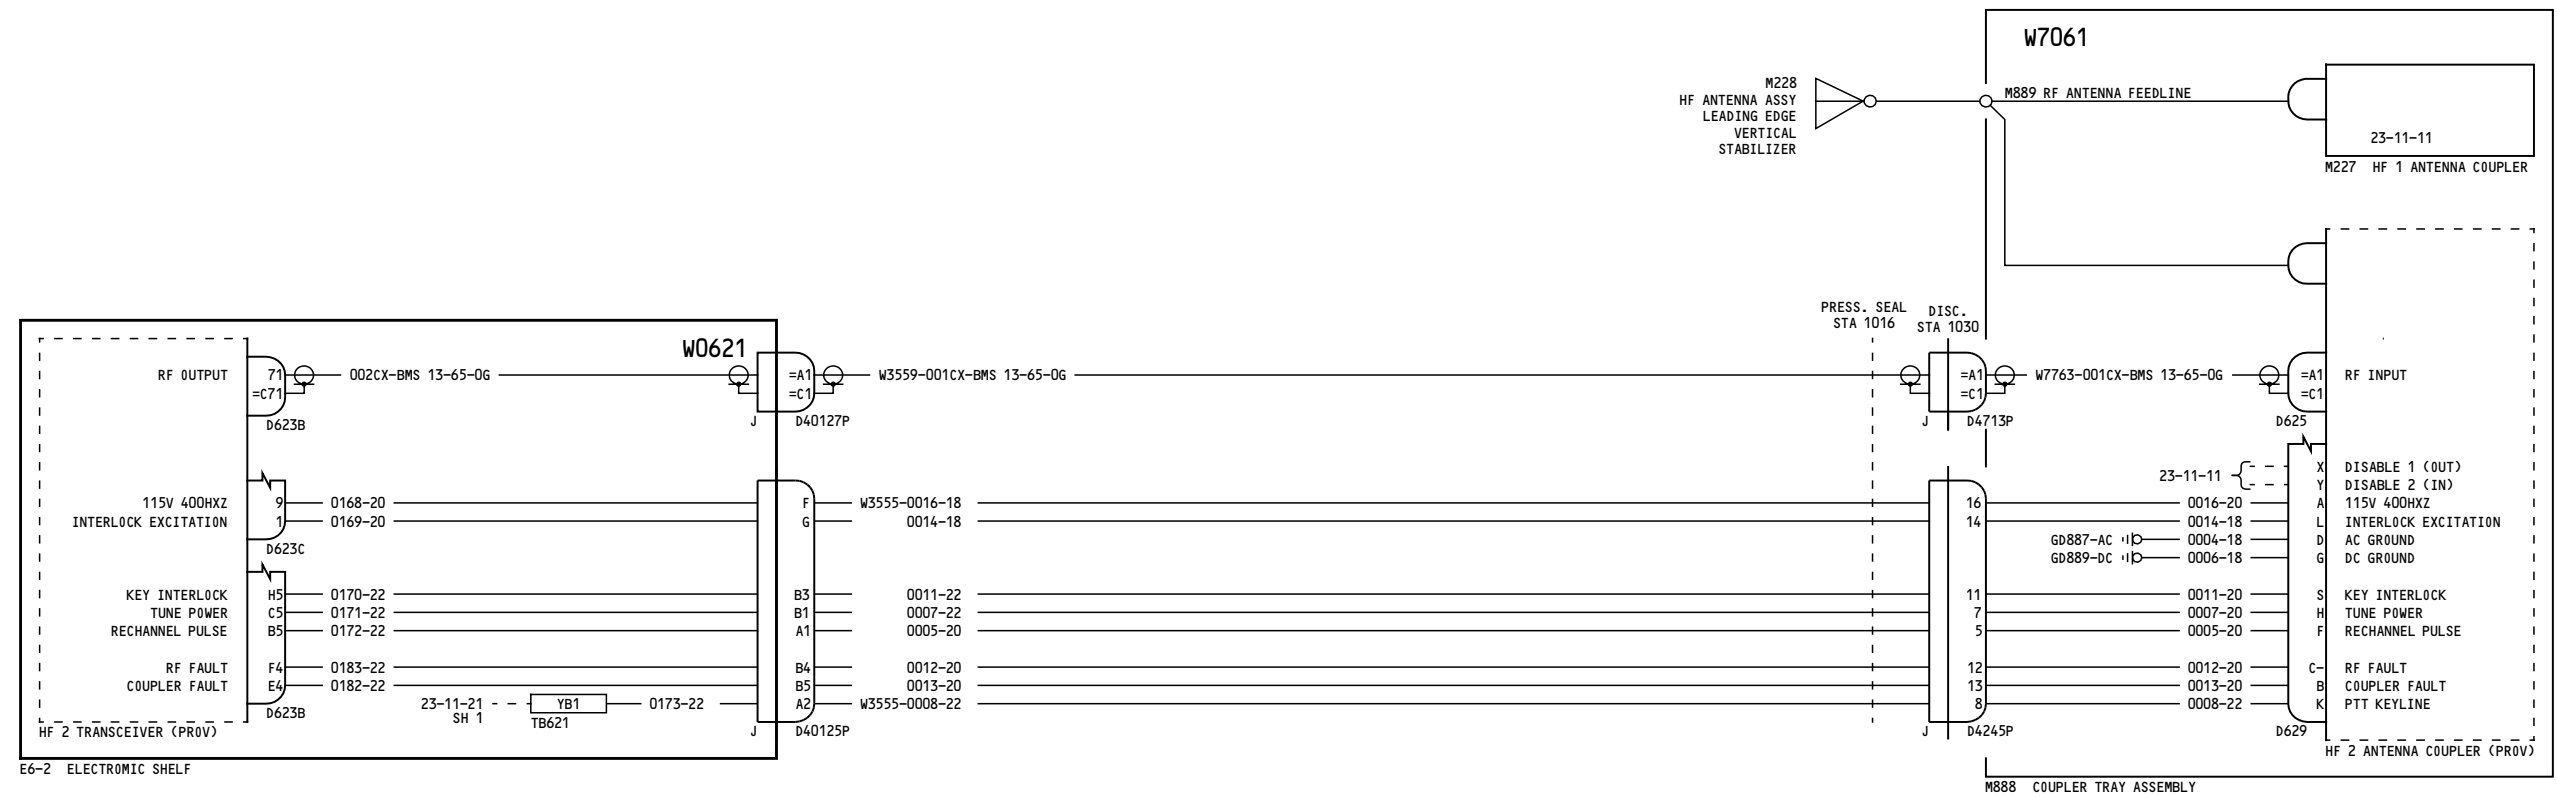 W7061
M228
HF ANTENNA ASSY
LEADING EDGE
VERTICAL
STABILIZER
M889 RF ANTENNA FEEDLINE
23-11-11
M227 HF 1 ANTENNA COUPLER
PRESS. SEAL
STA 1016
DISC.
STA 1030
W0621
RF OUTPUT 71 002CX-BMS 13-65-0G =A1 W3559-001CX-BMS 13-65-0G =A1 W7763-001CX-BMS 13-65-0G =A1 RF INPUT
=C71 =C1 =C1 =C1
D623B J D40127P J D4713P D625
23-11-11
X DISABLE 1 (OUT)
Y DISABLE 2 (IN)
115V 400HXZ 9 0168-20 F W3555-0016-18 16 0016-20 A 115V 400HXZ
INTERLOCK EXCITATION 1 0169-20 G 0014-18 14 0014-18 L INTERLOCK EXCITATION
D623C
GD887-AC 0004-18 D AC GROUND
GD889-DC 0006-18 G DC GROUND
KEY INTERLOCK H5 0170-22 B3 0011-22 11 0011-20 S KEY INTERLOCK
TUNE POWER C5 0171-22 B1 0007-22 7 0007-20 H TUNE POWER
RECHANNEL PULSE B5 0172-22 A1 0005-20 5 0005-20 F RECHANNEL PULSE
RF FAULT F4 0183-22 B4 0012-20 12 0012-20 C- RF FAULT
COUPLER FAULT E4 0182-22 B5 0013-20 13 0013-20 B COUPLER FAULT
23-11-21 YB1 0173-22 A2 W3555-0008-22 8 0008-22 K PTT KEYLINE
SH 1
TB621
D623B
J D40125P J D4245P D629
HF 2 TRANSCEIVER (PROV)
HF 2 ANTENNA COUPLER (PROV)
E6-2 ELECTROMIC SHELF
M888 COUPLER TRAY ASSEMBLY